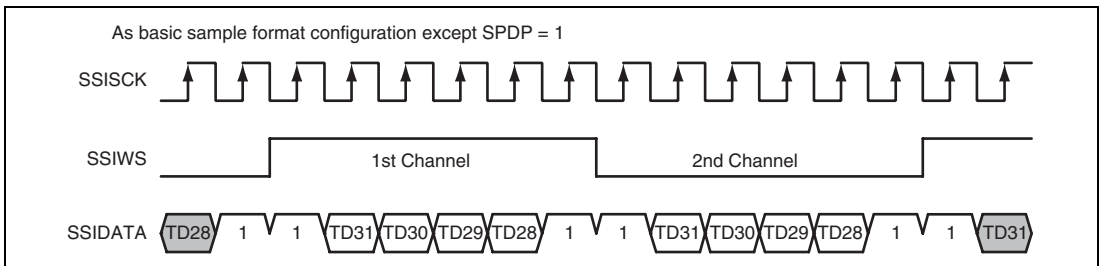 As basic sample format configuration except SPDP = 1
SSISCK
SSIWS 1st Channel 2nd Channel
SSIDATA TD28 1 1 TD31 TD30 TD29 TD28 1 1 TD31 TD30 TD29 TD28 1 1 TD31